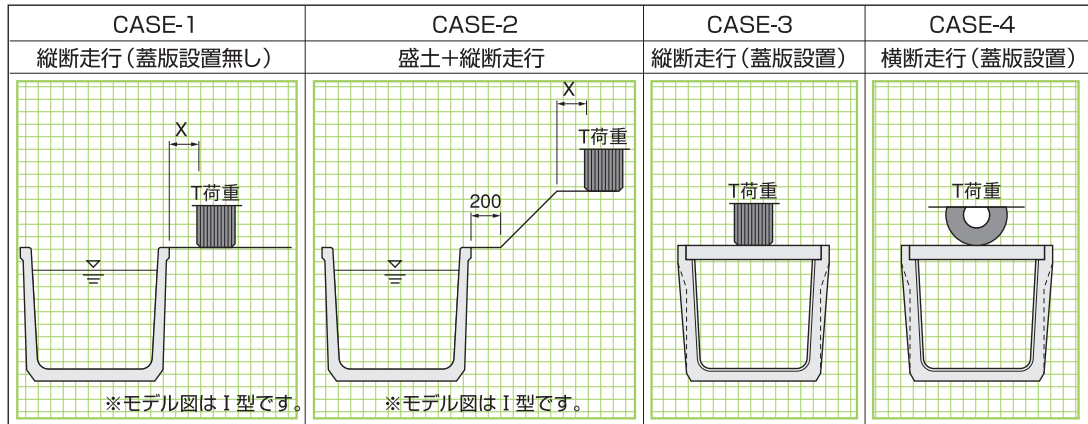 CASE-1
CASE-2
CASE-3
CASE-4
縦断走行（蓋版設置無し）
盛土＋縦断走行
縦断走行（蓋版設置）
横断走行（蓋版設置）
X
T荷重
※モデル図はⅠ型です。
X
T荷重
200
※モデル図はⅠ型です。
T荷重
T荷重